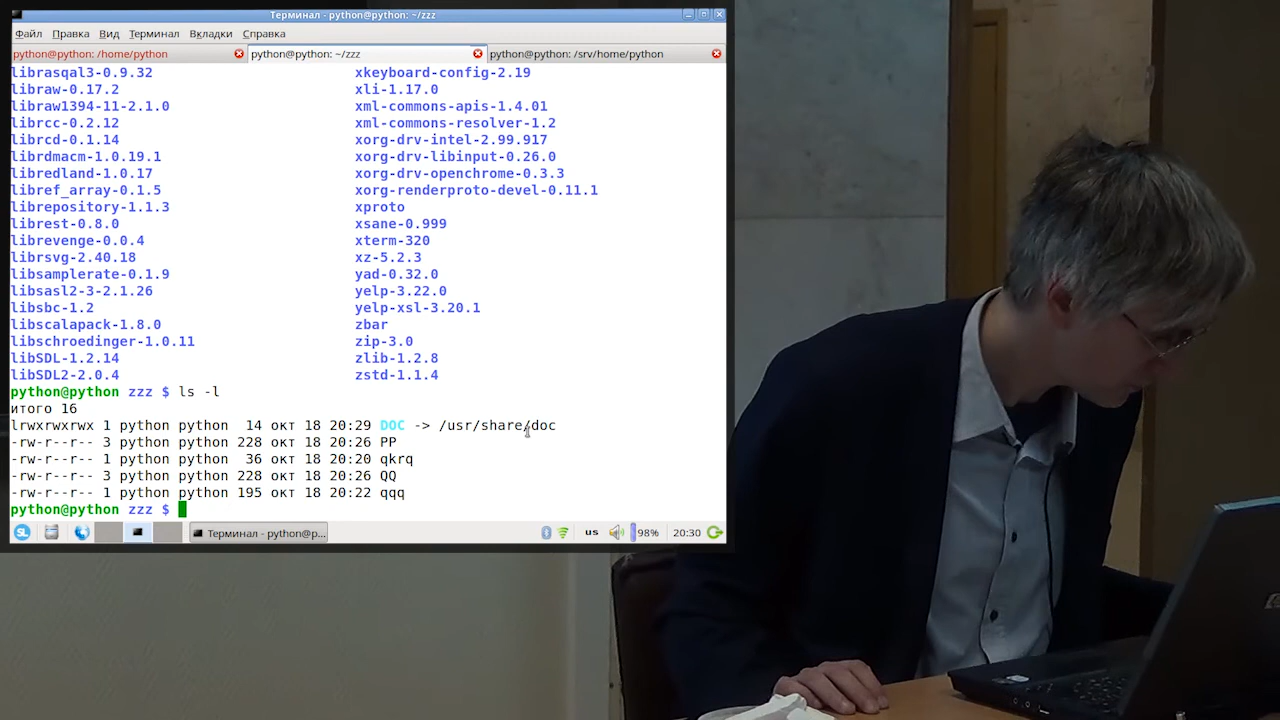 Терминал - python@python: ~/zzz
Файл Правка Вид Терминал Вкладки Справка
python@python: /home/python python@python: ~/zzz python@python: /srv/home/python
librasqal3-0.9.32 xkeyboard-config-2.19
libraw-0.17.2 xli-1.17.0
libraw1394-11-2.1.0 xml-commons-apis-1.4.01
librcc-0.2.12 xml-commons-resolver-1.2
librcd-0.1.14 xorg-drv-intel-2.99.917
librdmacm-1.0.19.1 xorg-drv-libinput-0.26.0
libredland-1.0.17 xorg-drv-openchrome-0.3.3
libref_array-0.1.5 xorg-renderproto-devel-0.11.1
librepository-1.1.3 xproto
librest-0.8.0 xsane-0.999
librevenge-0.0.4 xterm-320
librsvg-2.40.18 xz-5.2.3
libsamplerate-0.1.9 yad-0.32.0
libsasl2-3-2.1.26 yelp-3.22.0
libsbc-1.2 yelp-xsl-3.20.1
libscalapack-1.8.0 zbar
libschroedinger-1.0.11 zip-3.0
libSDL-1.2.14 zlib-1.2.8
libSDL2-2.0.4 zstd-1.1.4
python@python zzz $ ls -l
итого 16
lrwxrwxrwx 1 python python 14 окт 18 20:29 DOC -> /usr/share/doc
-rw-r--r-- 3 python python 228 окт 18 20:26 PP
-rw-r--r-- 1 python python 36 окт 18 20:20 qkrq
-rw-r--r-- 3 python python 228 окт 18 20:26 QQ
-rw-r--r-- 1 python python 195 окт 18 20:22 qqq
python@python zzz $
Терминал - python@p... us 98% 20:30